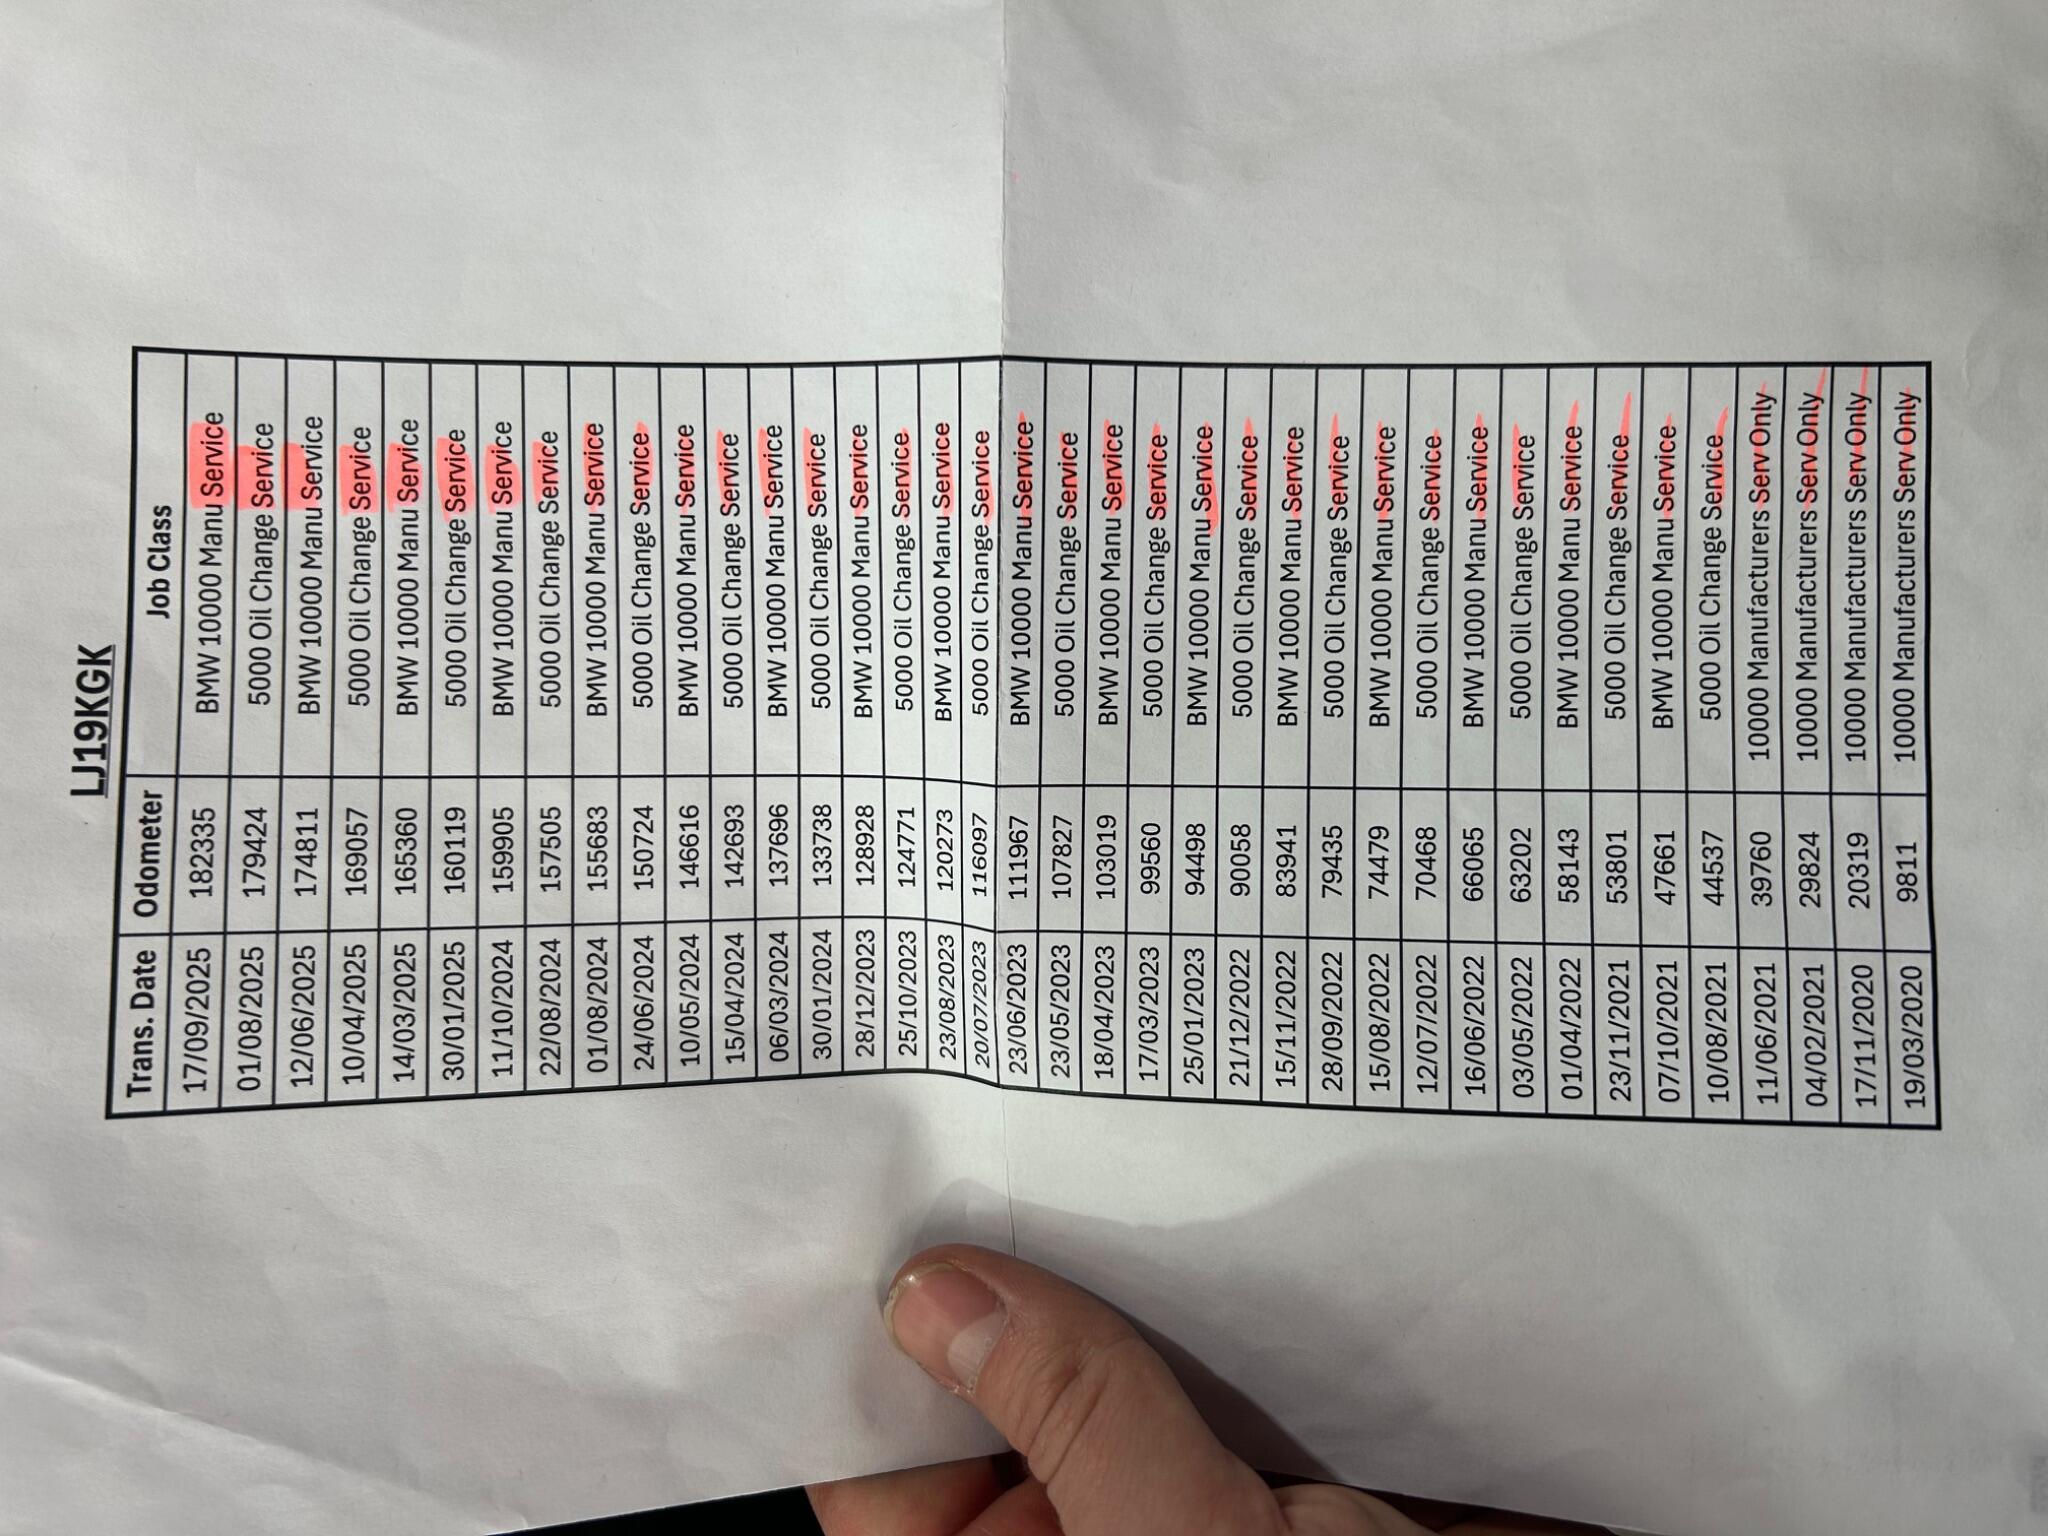 LJ19KGK
Trans. Date Odometer Job Class
17/09/2025 182335 BMW 10000 Manu Service
01/08/2025 179424 5000 Oil Change Service
12/06/2025 174811 BMW 10000 Manu Service
10/04/2025 169057 5000 Oil Change Service
14/03/2025 165360 BMW 10000 Manu Service
30/01/2025 160119 5000 Oil Change Service
11/10/2024 159905 BMW 10000 Manu Service
22/08/2024 157505 5000 Oil Change Service
01/08/2024 155683 BMW 10000 Manu Service
24/06/2024 150724 5000 Oil Change Service
10/05/2024 146616 BMW 10000 Manu Service
15/04/2024 142693 5000 Oil Change Service
06/03/2024 137696 BMW 10000 Manu Service
30/01/2024 133738 5000 Oil Change Service
28/12/2023 128928 BMW 10000 Manu Service
25/10/2023 124771 5000 Oil Change Service
23/08/2023 120273 BMW 10000 Manu Service
20/07/2023 116097 5000 Oil Change Service
23/06/2023 111967 BMW 10000 Manu Service
23/05/2023 107827 5000 Oil Change Service
18/04/2023 103019 BMW 10000 Manu Service
17/03/2023 99560 5000 Oil Change Service
25/01/2023 94498 BMW 10000 Manu Service
21/12/2022 90058 5000 Oil Change Service
15/11/2022 83941 BMW 10000 Manu Service
28/09/2022 79435 5000 Oil Change Service
15/08/2022 74479 BMW 10000 Manu Service
12/07/2022 70468 5000 Oil Change Service
16/06/2022 66065 BMW 10000 Manu Service
03/05/2022 63202 5000 Oil Change Service
01/04/2022 58143 BMW 10000 Manu Service
23/11/2021 53801 5000 Oil Change Service
07/10/2021 47661 BMW 10000 Manu Service
10/08/2021 44537 5000 Oil Change Service
11/06/2021 39760 10000 Manufacturers Serv Only
04/02/2021 29824 10000 Manufacturers Serv Only
17/11/2020 20319 10000 Manufacturers Serv Only
19/03/2020 9811 10000 Manufacturers Serv Only